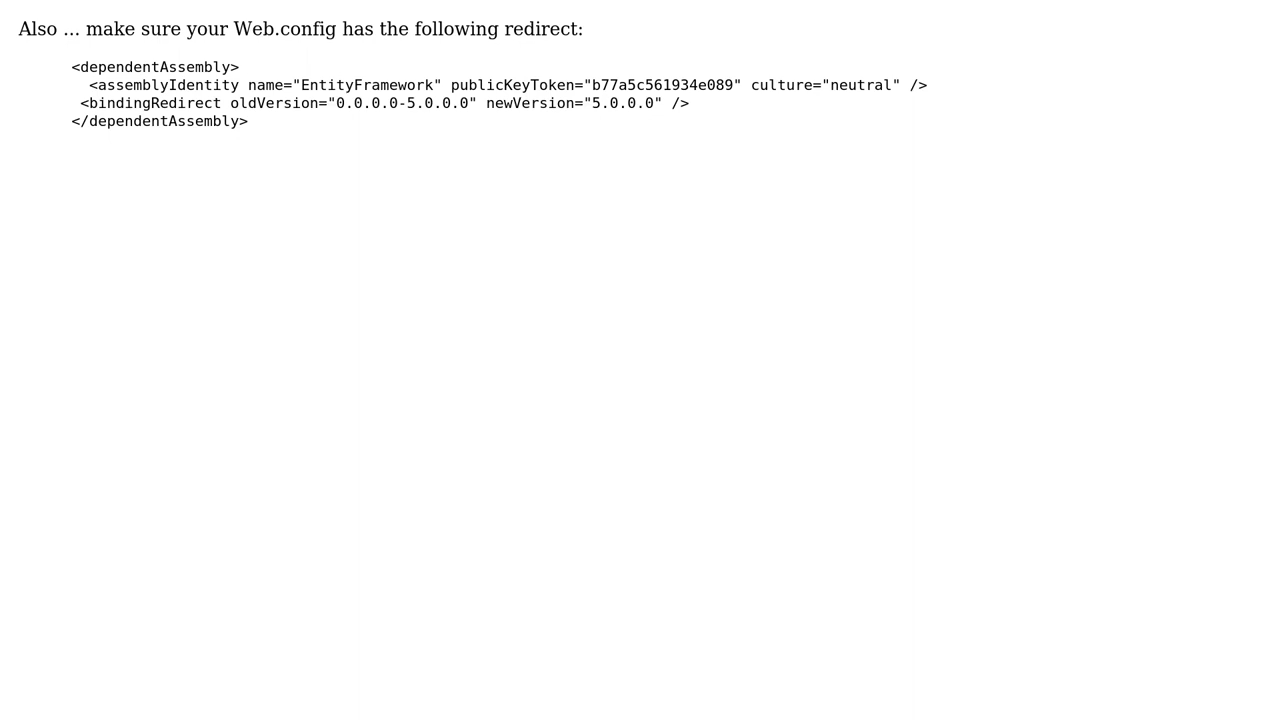 Also ... make sure your Web.config has the following redirect:
<dependentAssembly>
<assemblyIdentity name="EntityFramework" publicKeyToken="b77a5c561934e089" culture="neutral" />
<bindingRedirect oldVersion="0.0.0.0-5.0.0.0" newVersion="5.0.0.0" />
</dependentAssembly>